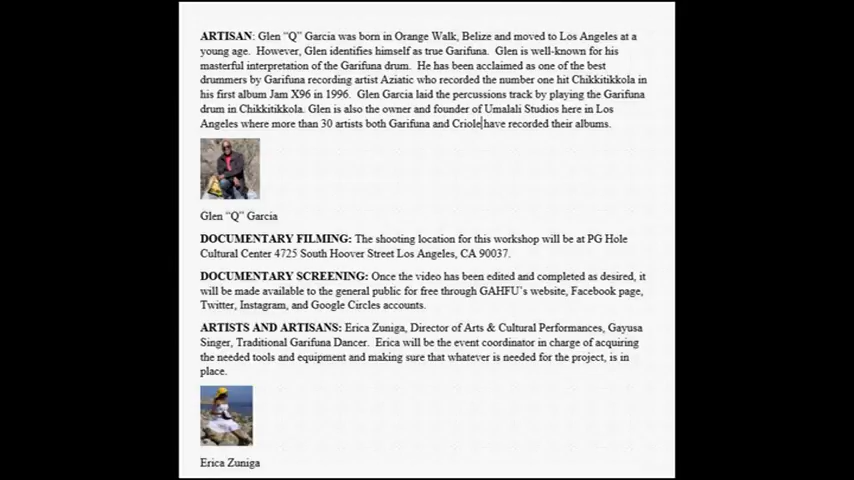 ARTISAN: Glen “Q” Garcia was born in Orange Walk, Belize and moved to Los Angeles at a
young age.  However, Glen identifies himself as true Garifuna.  Glen is well-known for his
masterful interpretation of the Garifuna drum.  He has been acclaimed as one of the best
drummers by Garifuna recording artist Aziatic who recorded the number one hit Chikkitikkola in
his first album Jam X96 in 1996.  Glen Garcia laid the percussions track by playing the Garifuna
drum in Chikkitikkola. Glen is also the owner and founder of Umalali Studios here in Los
Angeles where more than 30 artists both Garifuna and Criole have recorded their albums.
Glen “Q” Garcia
DOCUMENTARY FILMING: The shooting location for this workshop will be at PG Hole
Cultural Center 4725 South Hoover Street Los Angeles, CA 90037.
DOCUMENTARY SCREENING: Once the video has been edited and completed as desired, it
will be made available to the general public for free through GAHFU’s website, Facebook page,
Twitter, Instagram, and Google Circles accounts.
ARTISTS AND ARTISANS: Erica Zuniga, Director of Arts & Cultural Performances, Gayusa
Singer, Traditional Garifuna Dancer.  Erica will be the event coordinator in charge of acquiring
the needed tools and equipment and making sure that whatever is needed for the project, is in
place.
Erica Zuniga